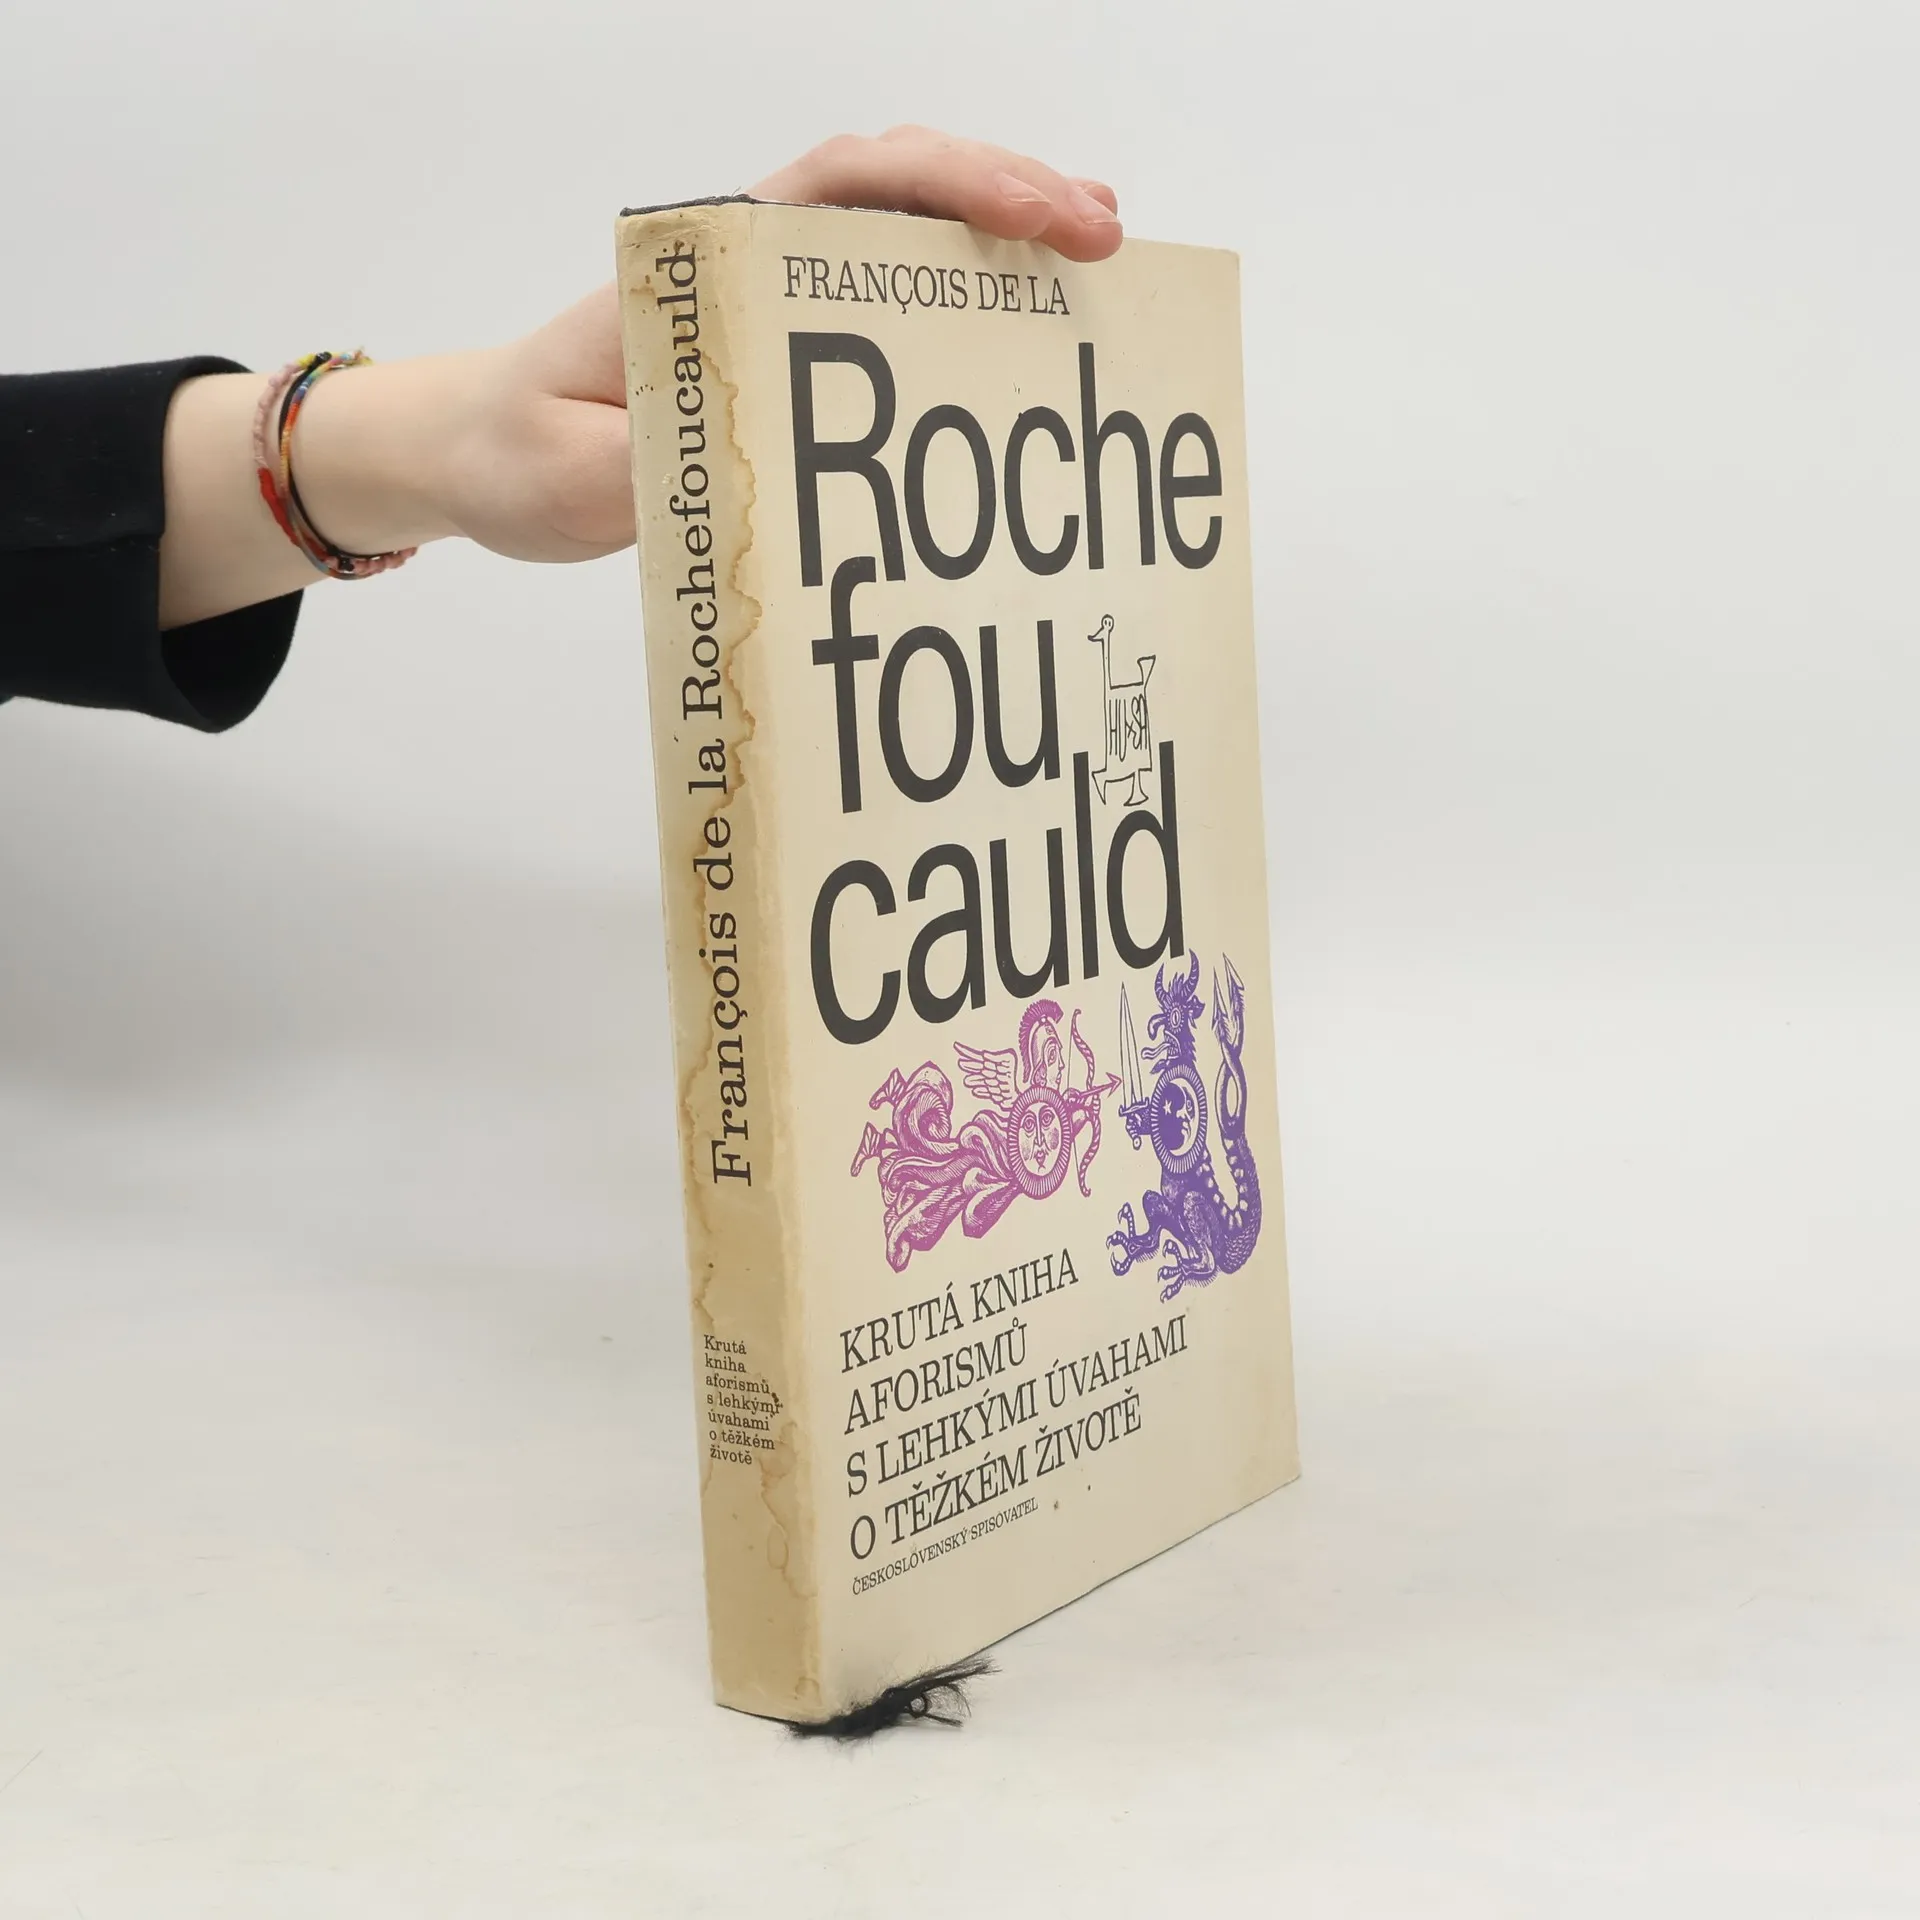 François de la Rochefoucauld
Krutá
kniha
aforismů
s lehkými
úvahami
o těžkém
životě
FRANÇOIS DE LA
Roche
fou
cauld
KRUTÁ KNIHA
AFORISMŮ
S LEHKÝMI ÚVAHAMI
O TĚŽKÉM ŽIVOTĚ
ČESKOSLOVENSKÝ SPISOVATEL